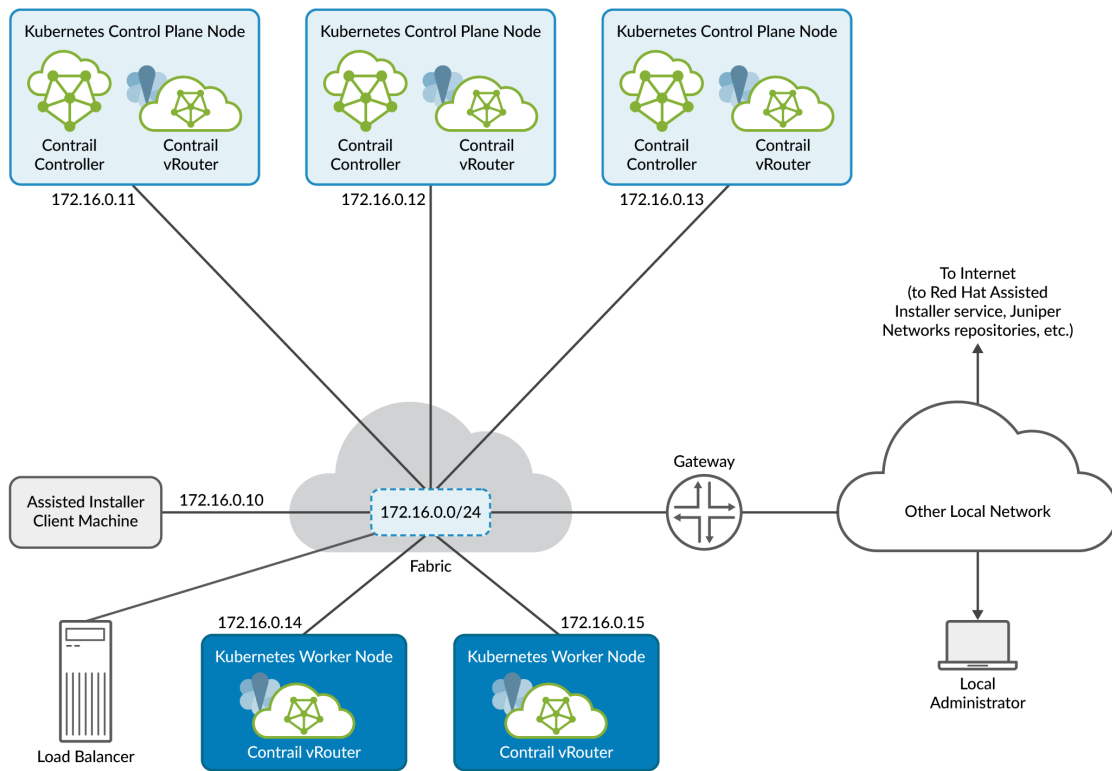 Kubernetes Control Plane Node
Contrail
Controller
Contrail
vRouter
172.16.0.11
Kubernetes Control Plane Node
Contrail
Controller
Contrail
vRouter
172.16.0.12
Kubernetes Control Plane Node
Contrail
Controller
Contrail
vRouter
172.16.0.13
To Internet
(to Red Hat Assisted
Installer service, Juniper
Networks repositories, etc.)
Assisted Installer
Client Machine
172.16.0.10
172.16.0.0/24
Fabric
Gateway
Other Local Network
Load Balancer
172.16.0.14
Kubernetes Worker Node
Contrail vRouter
172.16.0.15
Kubernetes Worker Node
Contrail vRouter
Local
Administrator